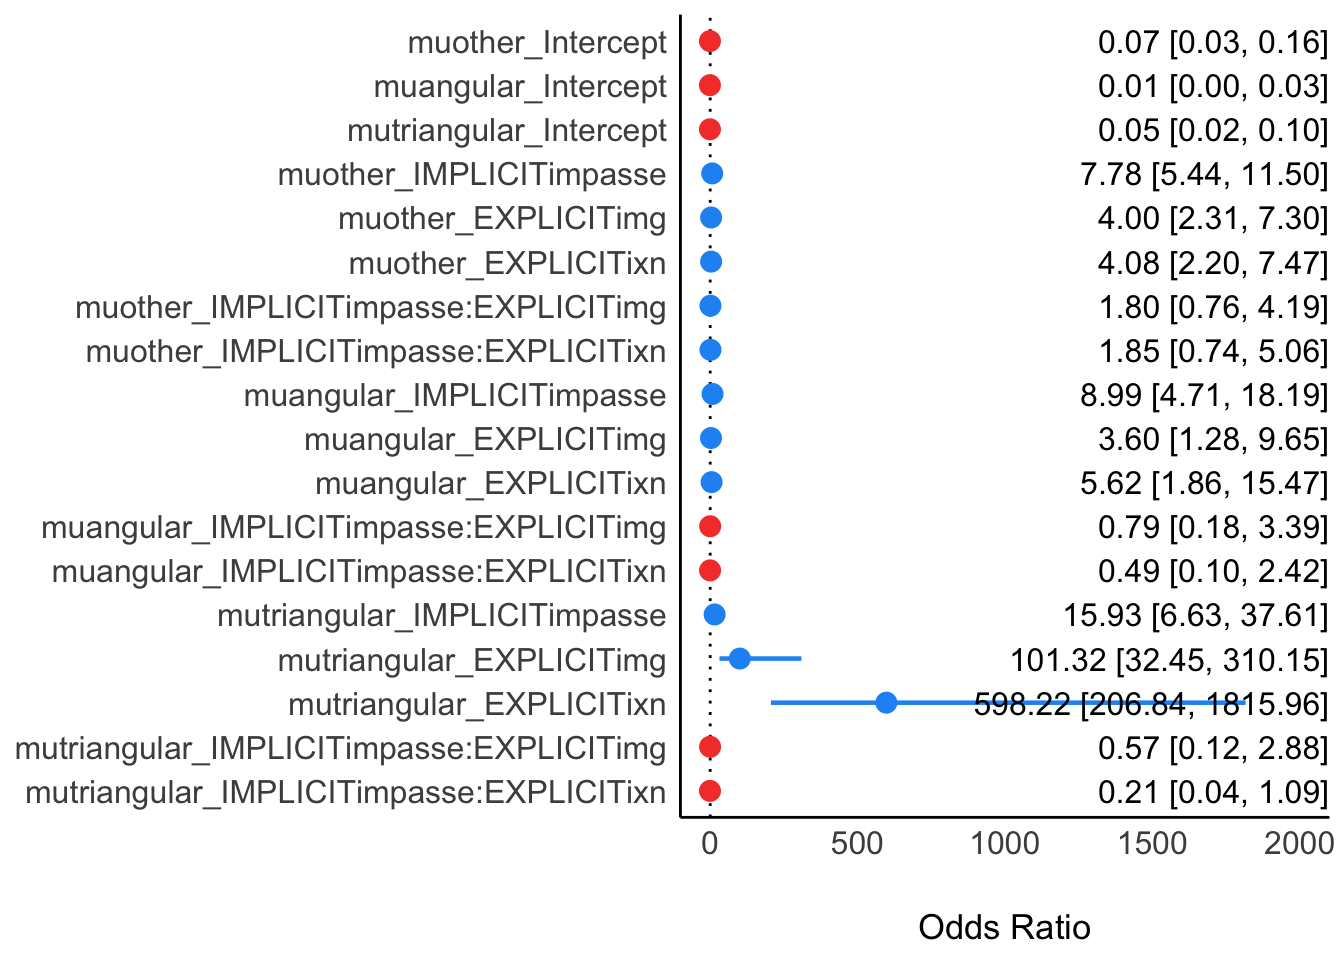 muother_Intercept 0.07 [0.03, 0.16]
muangular_Intercept 0.01 [0.00, 0.03]
mutriangular_Intercept 0.05 [0.02, 0.10]
muother_IMPLICITimpasse 7.78 [5.44, 11.50]
muother_EXPLICITimg 4.00 [2.31, 7.30]
muother_EXPLICITixn 4.08 [2.20, 7.47]
muother_IMPLICITimpasse:EXPLICITimg 1.80 [0.76, 4.19]
muother_IMPLICITimpasse:EXPLICITixn 1.85 [0.74, 5.06]
muangular_IMPLICITimpasse 8.99 [4.71, 18.19]
muangular_EXPLICITimg 3.60 [1.28, 9.65]
muangular_EXPLICITixn 5.62 [1.86, 15.47]
muangular_IMPLICITimpasse:EXPLICITimg 0.79 [0.18, 3.39]
muangular_IMPLICITimpasse:EXPLICITixn 0.49 [0.10, 2.42]
mutriangular_IMPLICITimpasse 15.93 [6.63, 37.61]
mutriangular_EXPLICITimg 101.32 [32.45, 310.15]
mutriangular_EXPLICITixn 598.22 [206.84, 1815.96]
mutriangular_IMPLICITimpasse:EXPLICITimg 0.57 [0.12, 2.88]
mutriangular_IMPLICITimpasse:EXPLICITixn 0.21 [0.04, 1.09]
0 500 1000 1500 2000
Odds Ratio